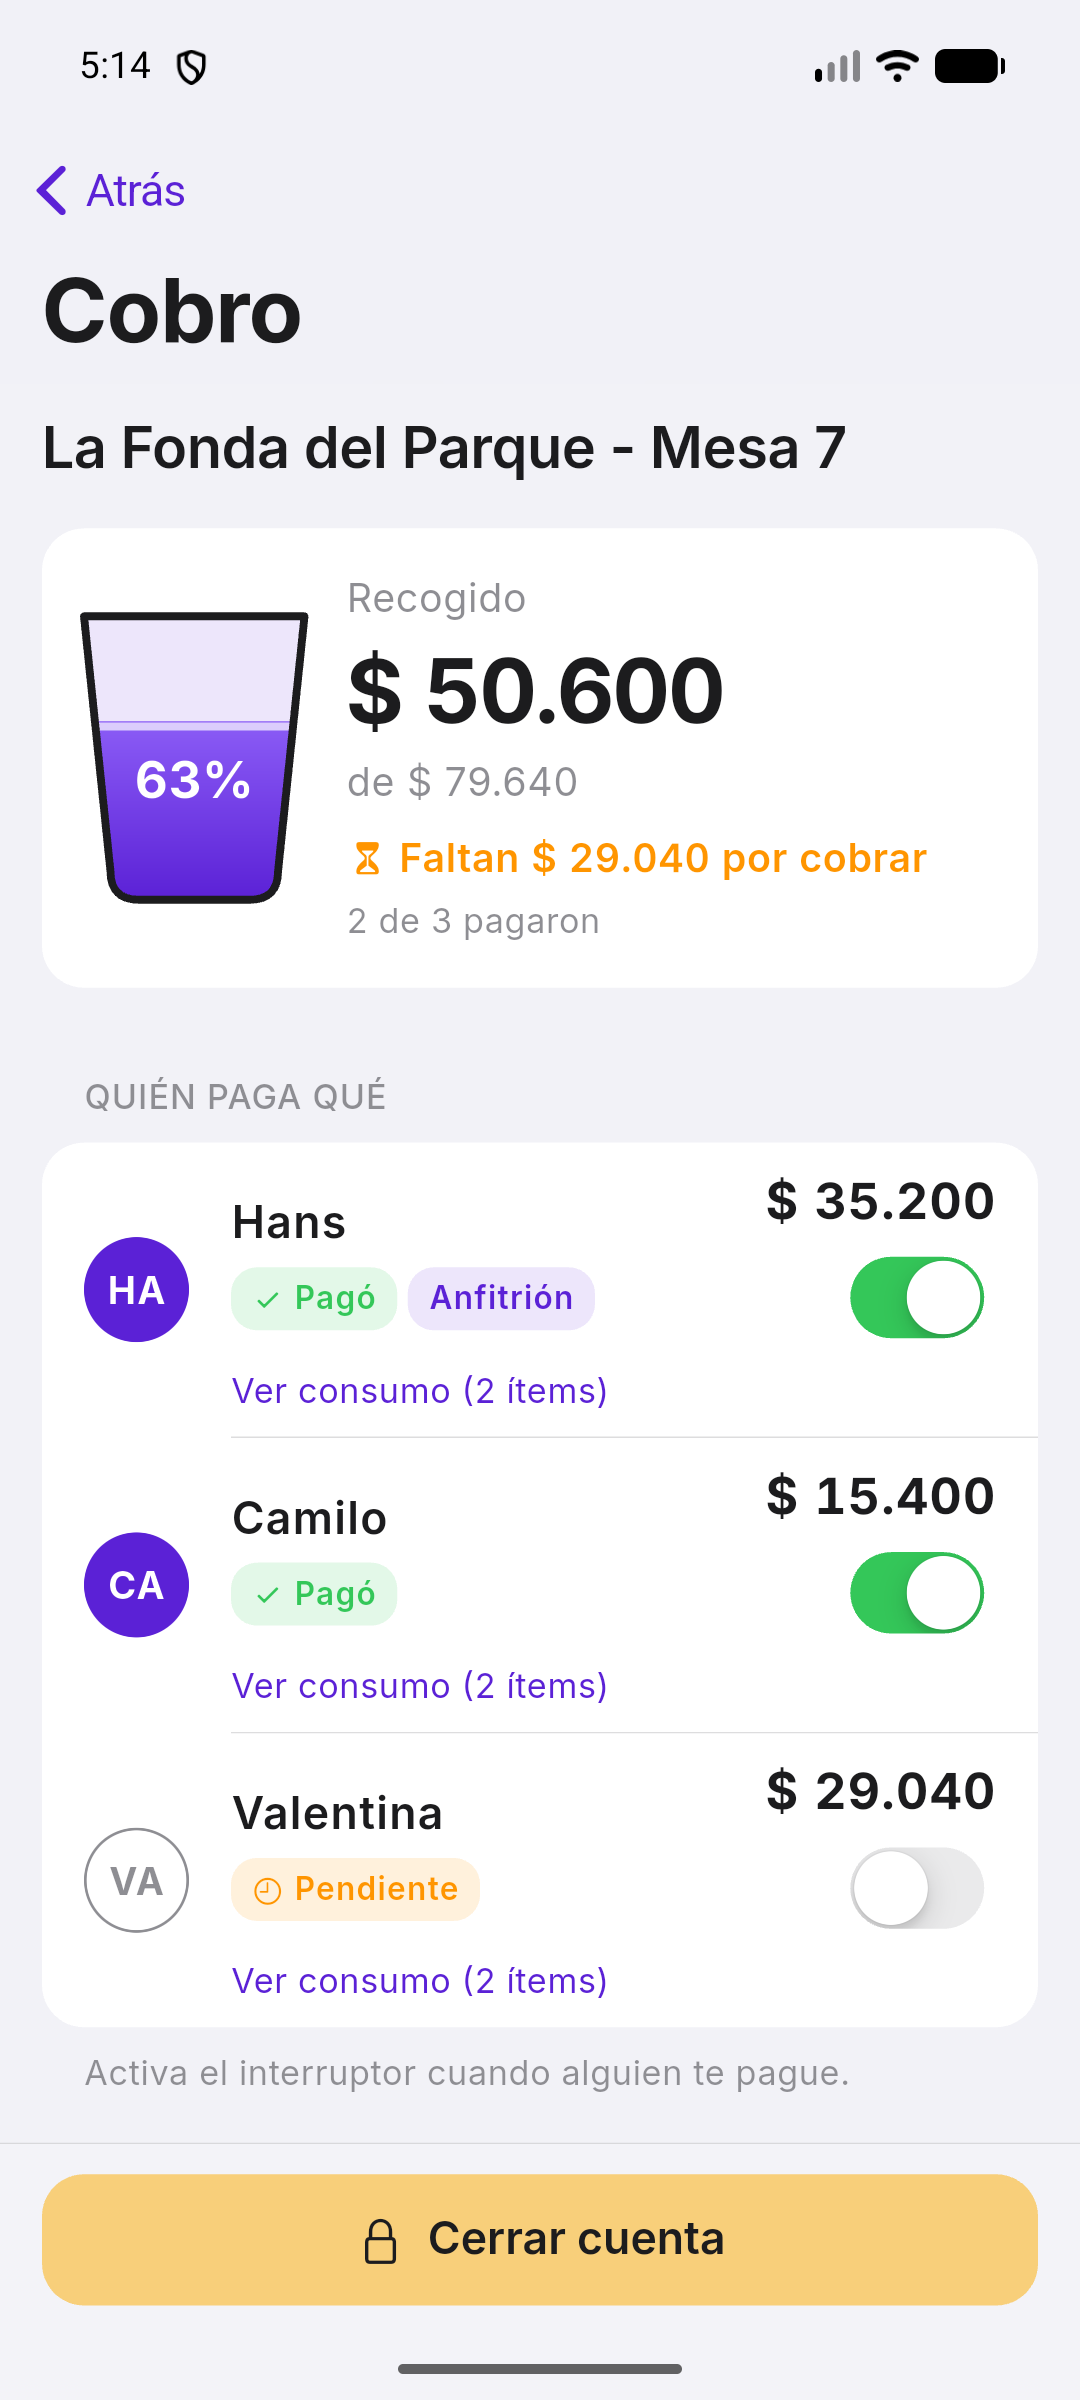 5:14
Atrás
Cobro
La Fonda del Parque - Mesa 7
Recogido
$ 50.600
63%
de $ 79.640
Faltan $ 29.040 por cobrar
2 de 3 pagaron
QUIÉN PAGA QUÉ
HA
Hans
$ 35.200
Pagó
Anfitrión
Ver consumo (2 ítems)
CA
Camilo
$ 15.400
Pagó
Ver consumo (2 ítems)
VA
Valentina
$ 29.040
Pendiente
Ver consumo (2 ítems)
Activa el interruptor cuando alguien te pague.
Cerrar cuenta